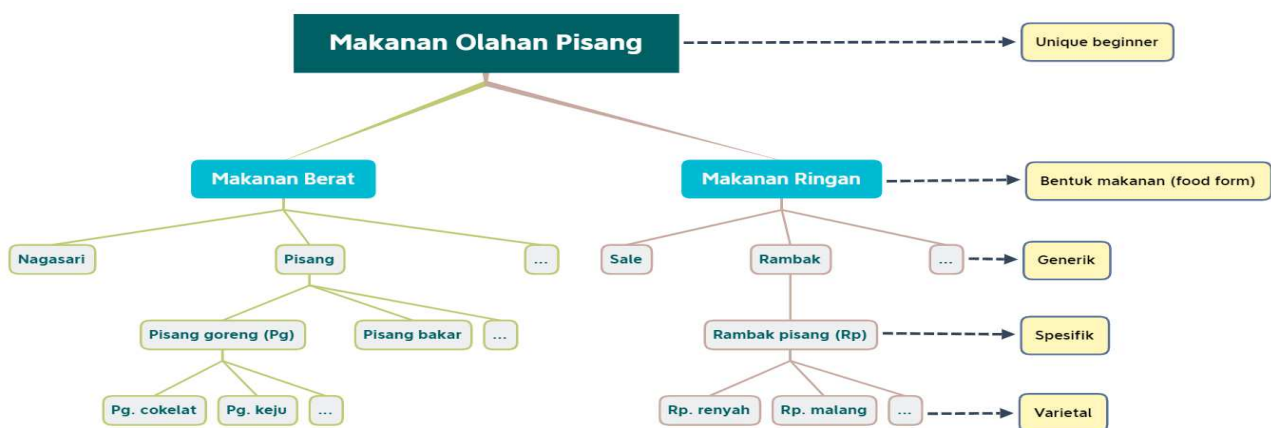 Makanan Olahan Pisang
Unique beginner
Makanan Berat
Makanan Ringan
Bentuk makanan (food form)
Nagasari
Pisang
...
Sale
Rambak
...
Generik
Pisang goreng (Pg)
Pisang bakar
...
Rambak pisang (Rp)
Spesifik
Pg. cokelat
Pg. keju
...
Rp. renyah
Rp. malang
...
Varietal